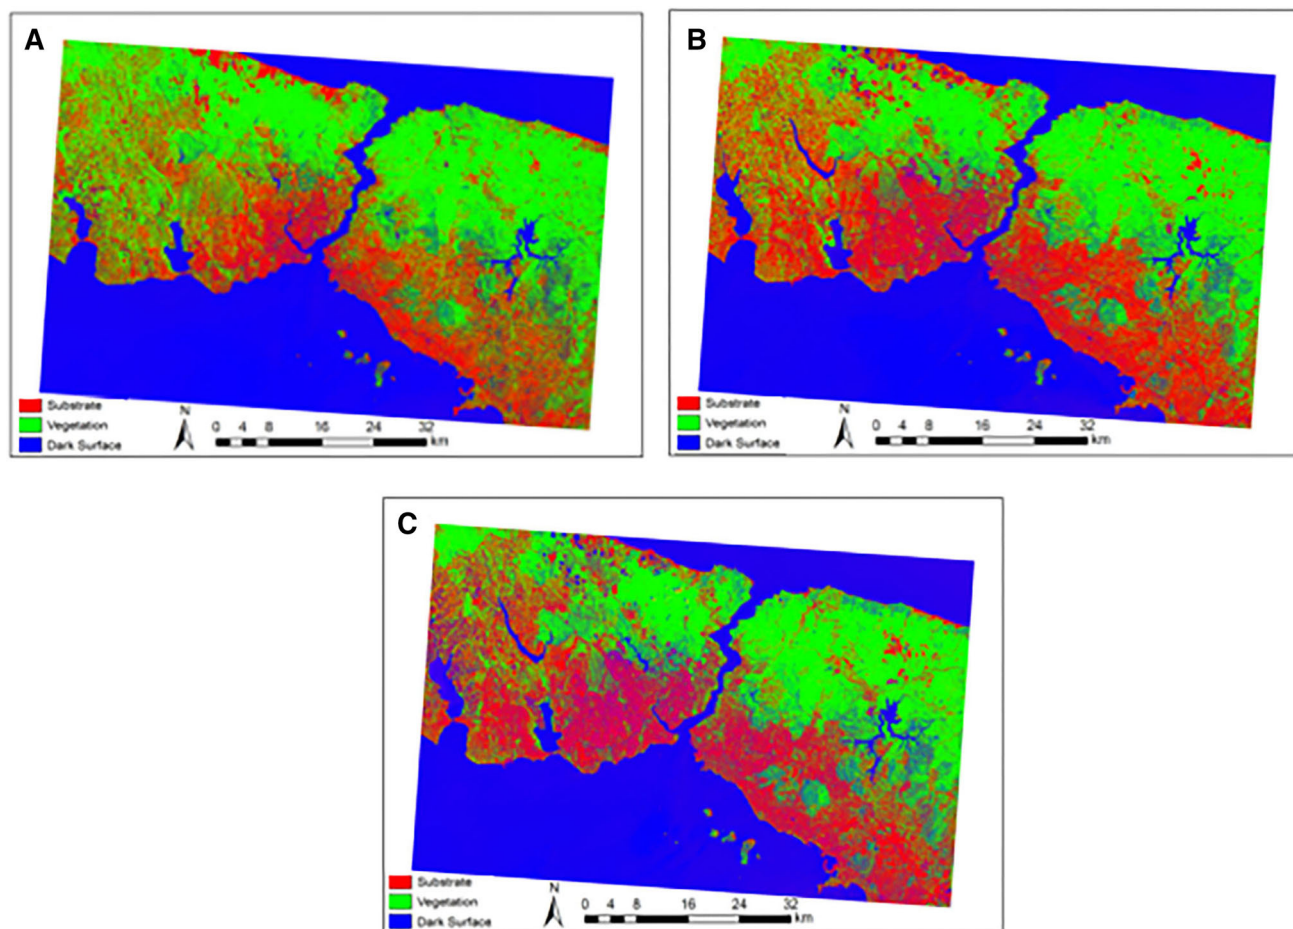 A
Substrate
Vegetation
Dark Surface
N
0 4 8 16 24 32
km
B
Substrate
Vegetation
Dark Surface
N
0 4 8 16 24 32
km
C
Substrate
Vegetation
Dark Surface
N
0 4 8 16 24 32
km